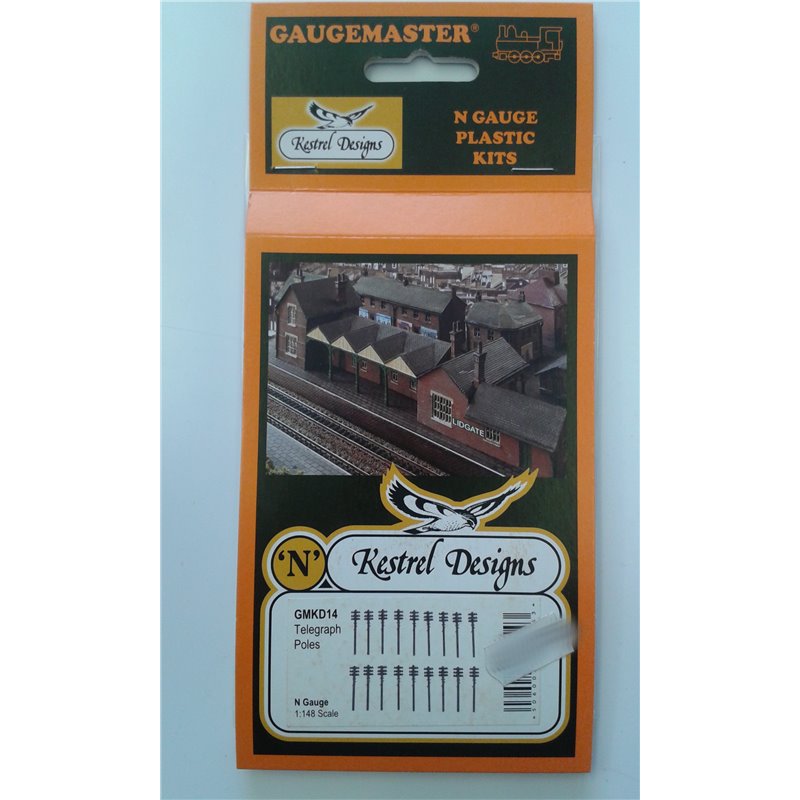 GAUGEMASTER®
Kestrel Designs
N GAUGE
PLASTIC
KITS
LIDGATE
'N'
Kestrel Designs
GMKD14
Telegraph
Poles
N Gauge
1:148 Scale